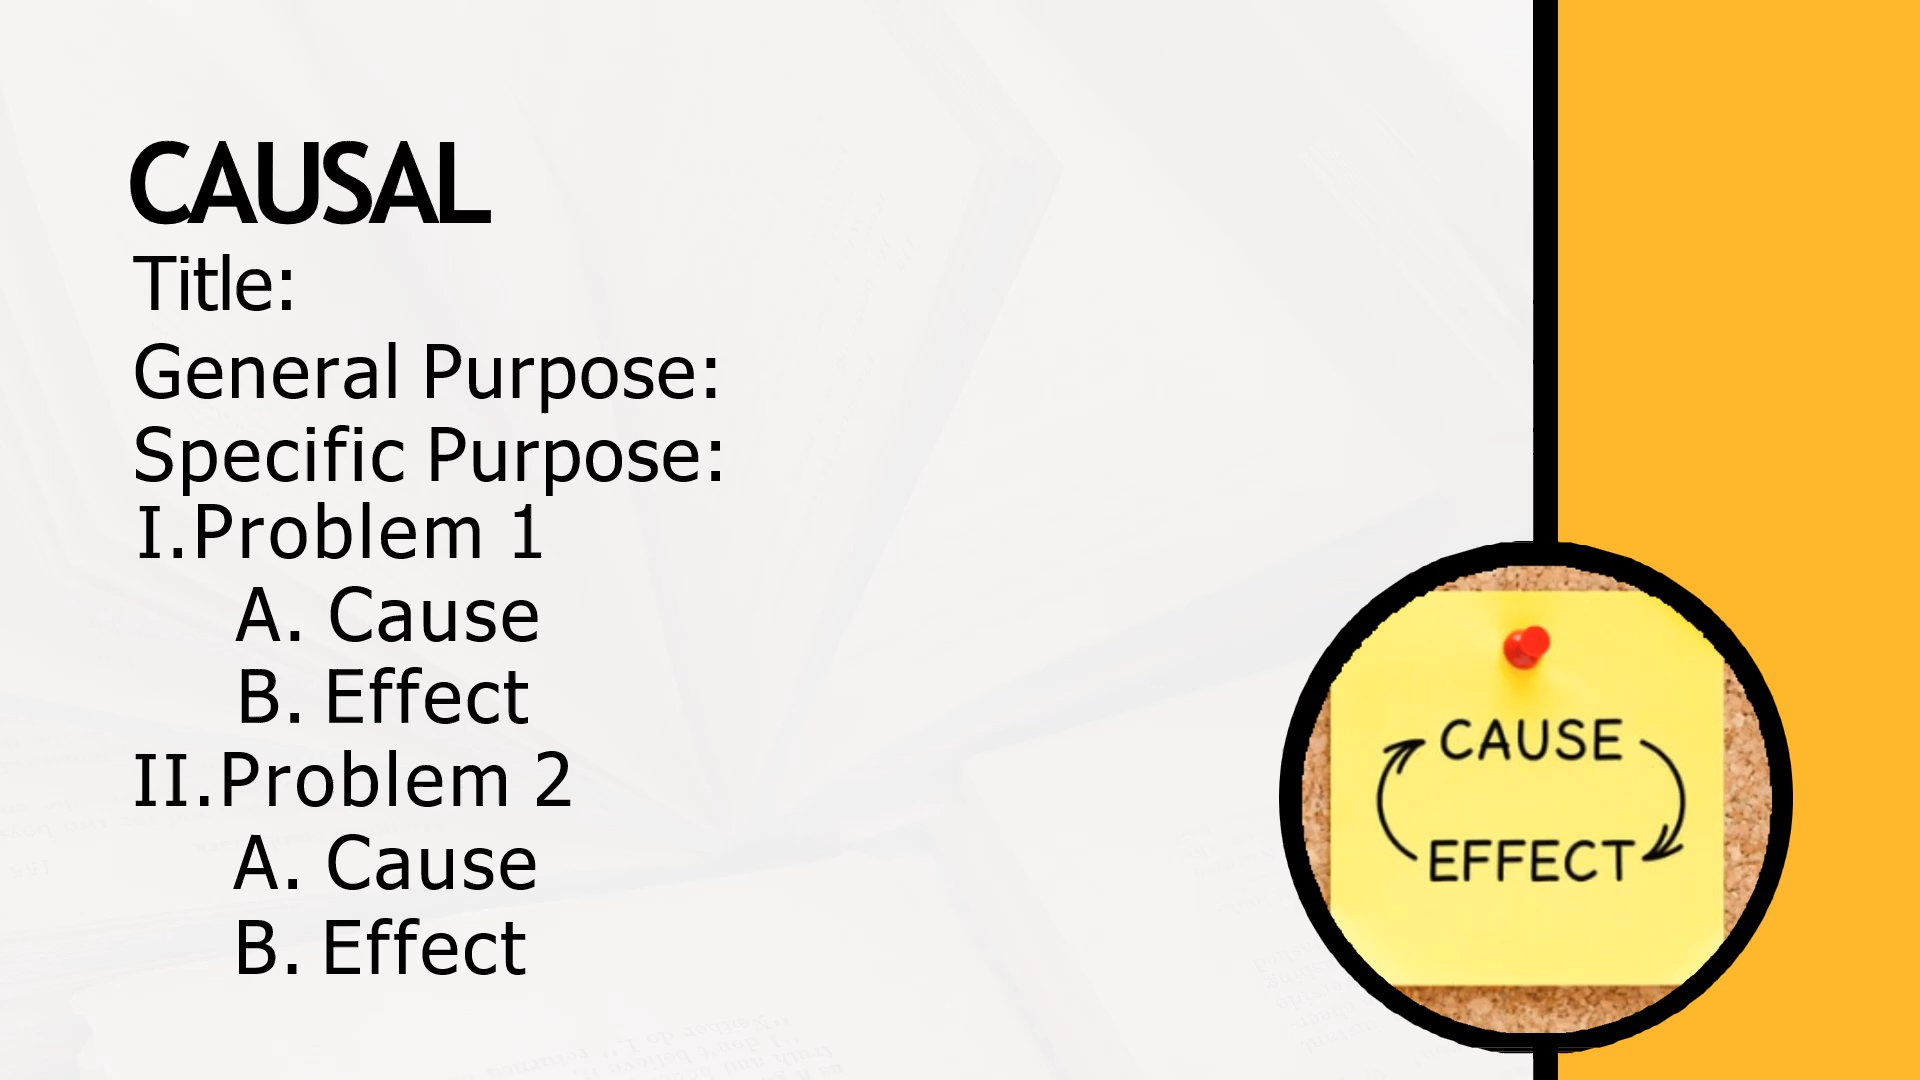 CAUSAL
Title:
General Purpose:
Specific Purpose:
I.Problem 1
A. Cause
B. Effect
II.Problem 2
A. Cause
B. Effect
CAUSE
EFFECT